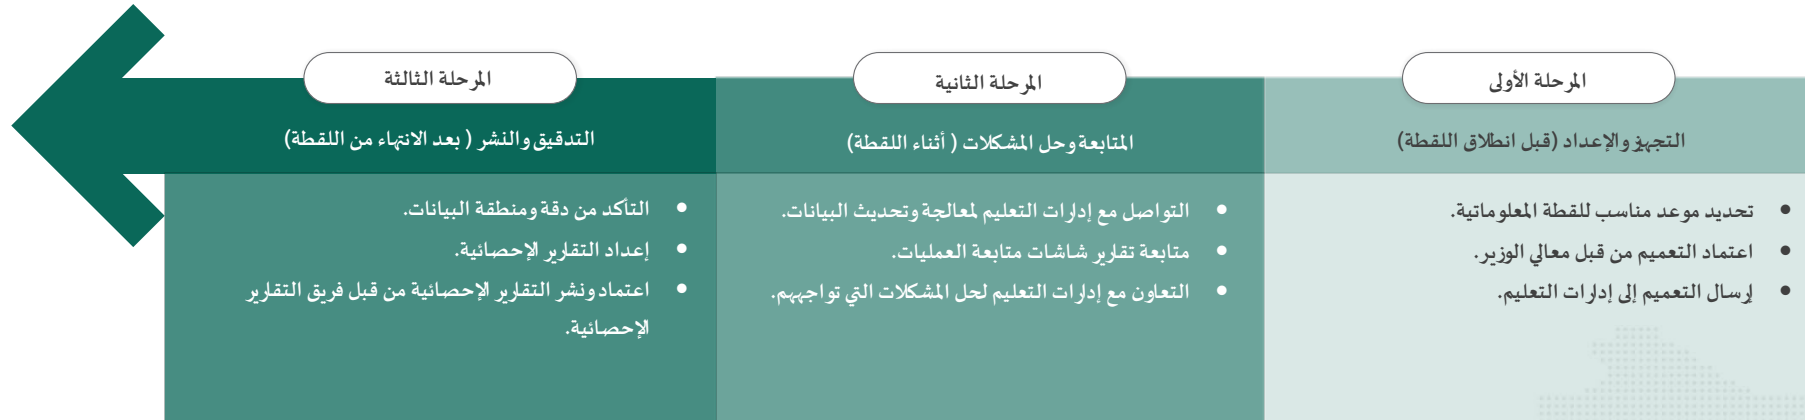 المرحلة الأولى
التجهيز والإعداد (قبل انطلاق اللقطة)
• تحديد موعد مناسب للقطة المعلوماتية.
• اعتماد التعميم من قبل معالي الوزير.
• إرسال التعميم إلى إدارات التعليم.
المرحلة الثانية
المتابعة وحل المشكلات ( أثناء اللقطة)
• التواصل مع إدارات التعليم لمعالجة وتحديث البيانات.
• متابعة تقارير شاشات متابعة العمليات.
• التعاون مع إدارات التعليم لحل المشكلات التي تواجههم.
المرحلة الثالثة
التدقيق والنشر ( بعد الانتهاء من اللقطة)
• التأكد من دقة ومنطقة البيانات.
• إعداد التقارير الإحصائية.
• اعتماد ونشر التقارير الإحصائية من قبل فريق التقارير
الإحصائية.